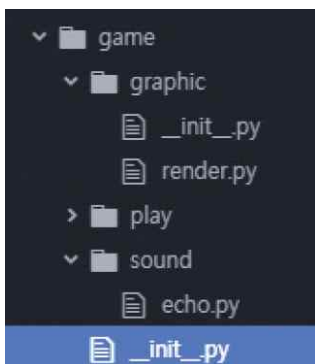 game
graphic
__init__.py
render.py
play
sound
echo.py
__init__.py